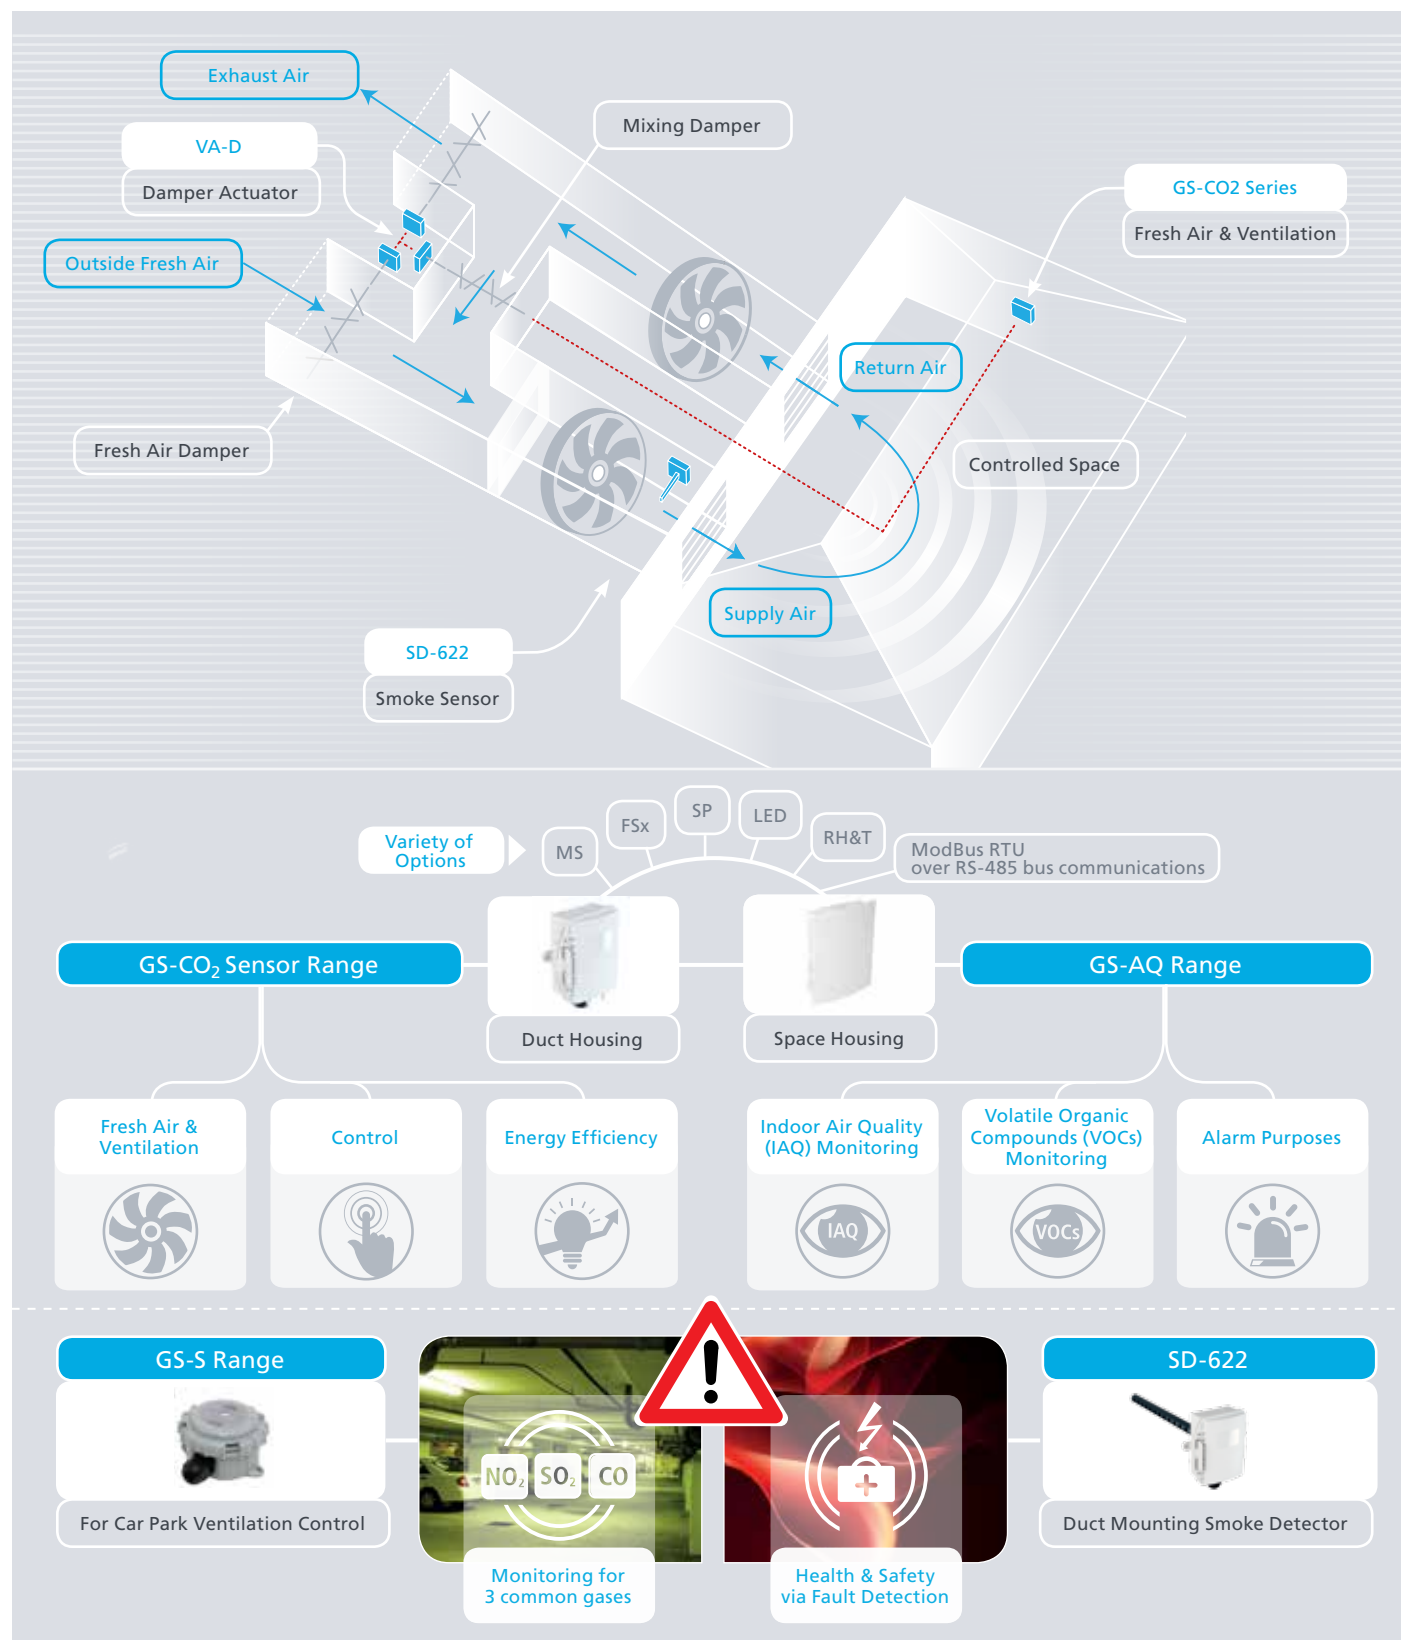 Exhaust Air
Mixing Damper
VA-D
Damper Actuator
GS-CO2 Series
Fresh Air & Ventilation
Outside Fresh Air
Return Air
Fresh Air Damper
Controlled Space
Supply Air
SD-622
Smoke Sensor
Variety of
Options
MS
FSx
SP
LED
RH&T
ModBus RTU
over RS-485 bus communications
GS-CO₂ Sensor Range
GS-AQ Range
Duct Housing
Space Housing
Fresh Air &
Ventilation
Control
Energy Efficiency
Indoor Air Quality
(IAQ) Monitoring
Volatile Organic
Compounds (VOCs)
Monitoring
Alarm Purposes
IAQ
VOCs
GS-S Range
SD-622
!
NO₂ SO₂ CO
For Car Park Ventilation Control
Duct Mounting Smoke Detector
Monitoring for
3 common gases
Health & Safety
via Fault Detection